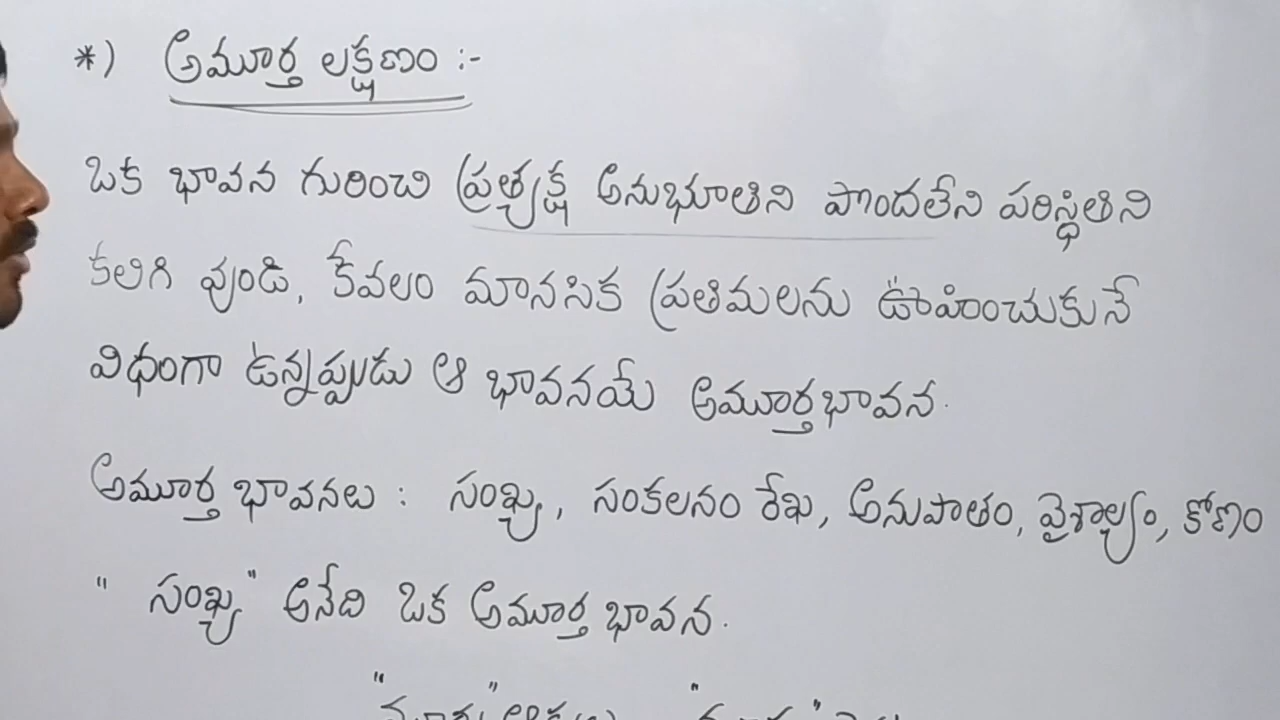 *) అమూర్త లక్షణం :-
ఒక భావన గురించి ప్రత్యక్ష అనుభూతిని పొందలేని పరిస్థితిని
కలిగి వుండి, కేవలం మానసిక ప్రతిమలను ఊహించుకునే
విధంగా ఉన్నప్పుడు ఆ భావనయే అమూర్తభావన.
అమూర్త భావనలు : సంఖ్య, సంకలనం రేఖ, అనుపాతం, వైశాల్యం, కోణం
" సంఖ్య" అనేది ఒక అమూర్త భావన.